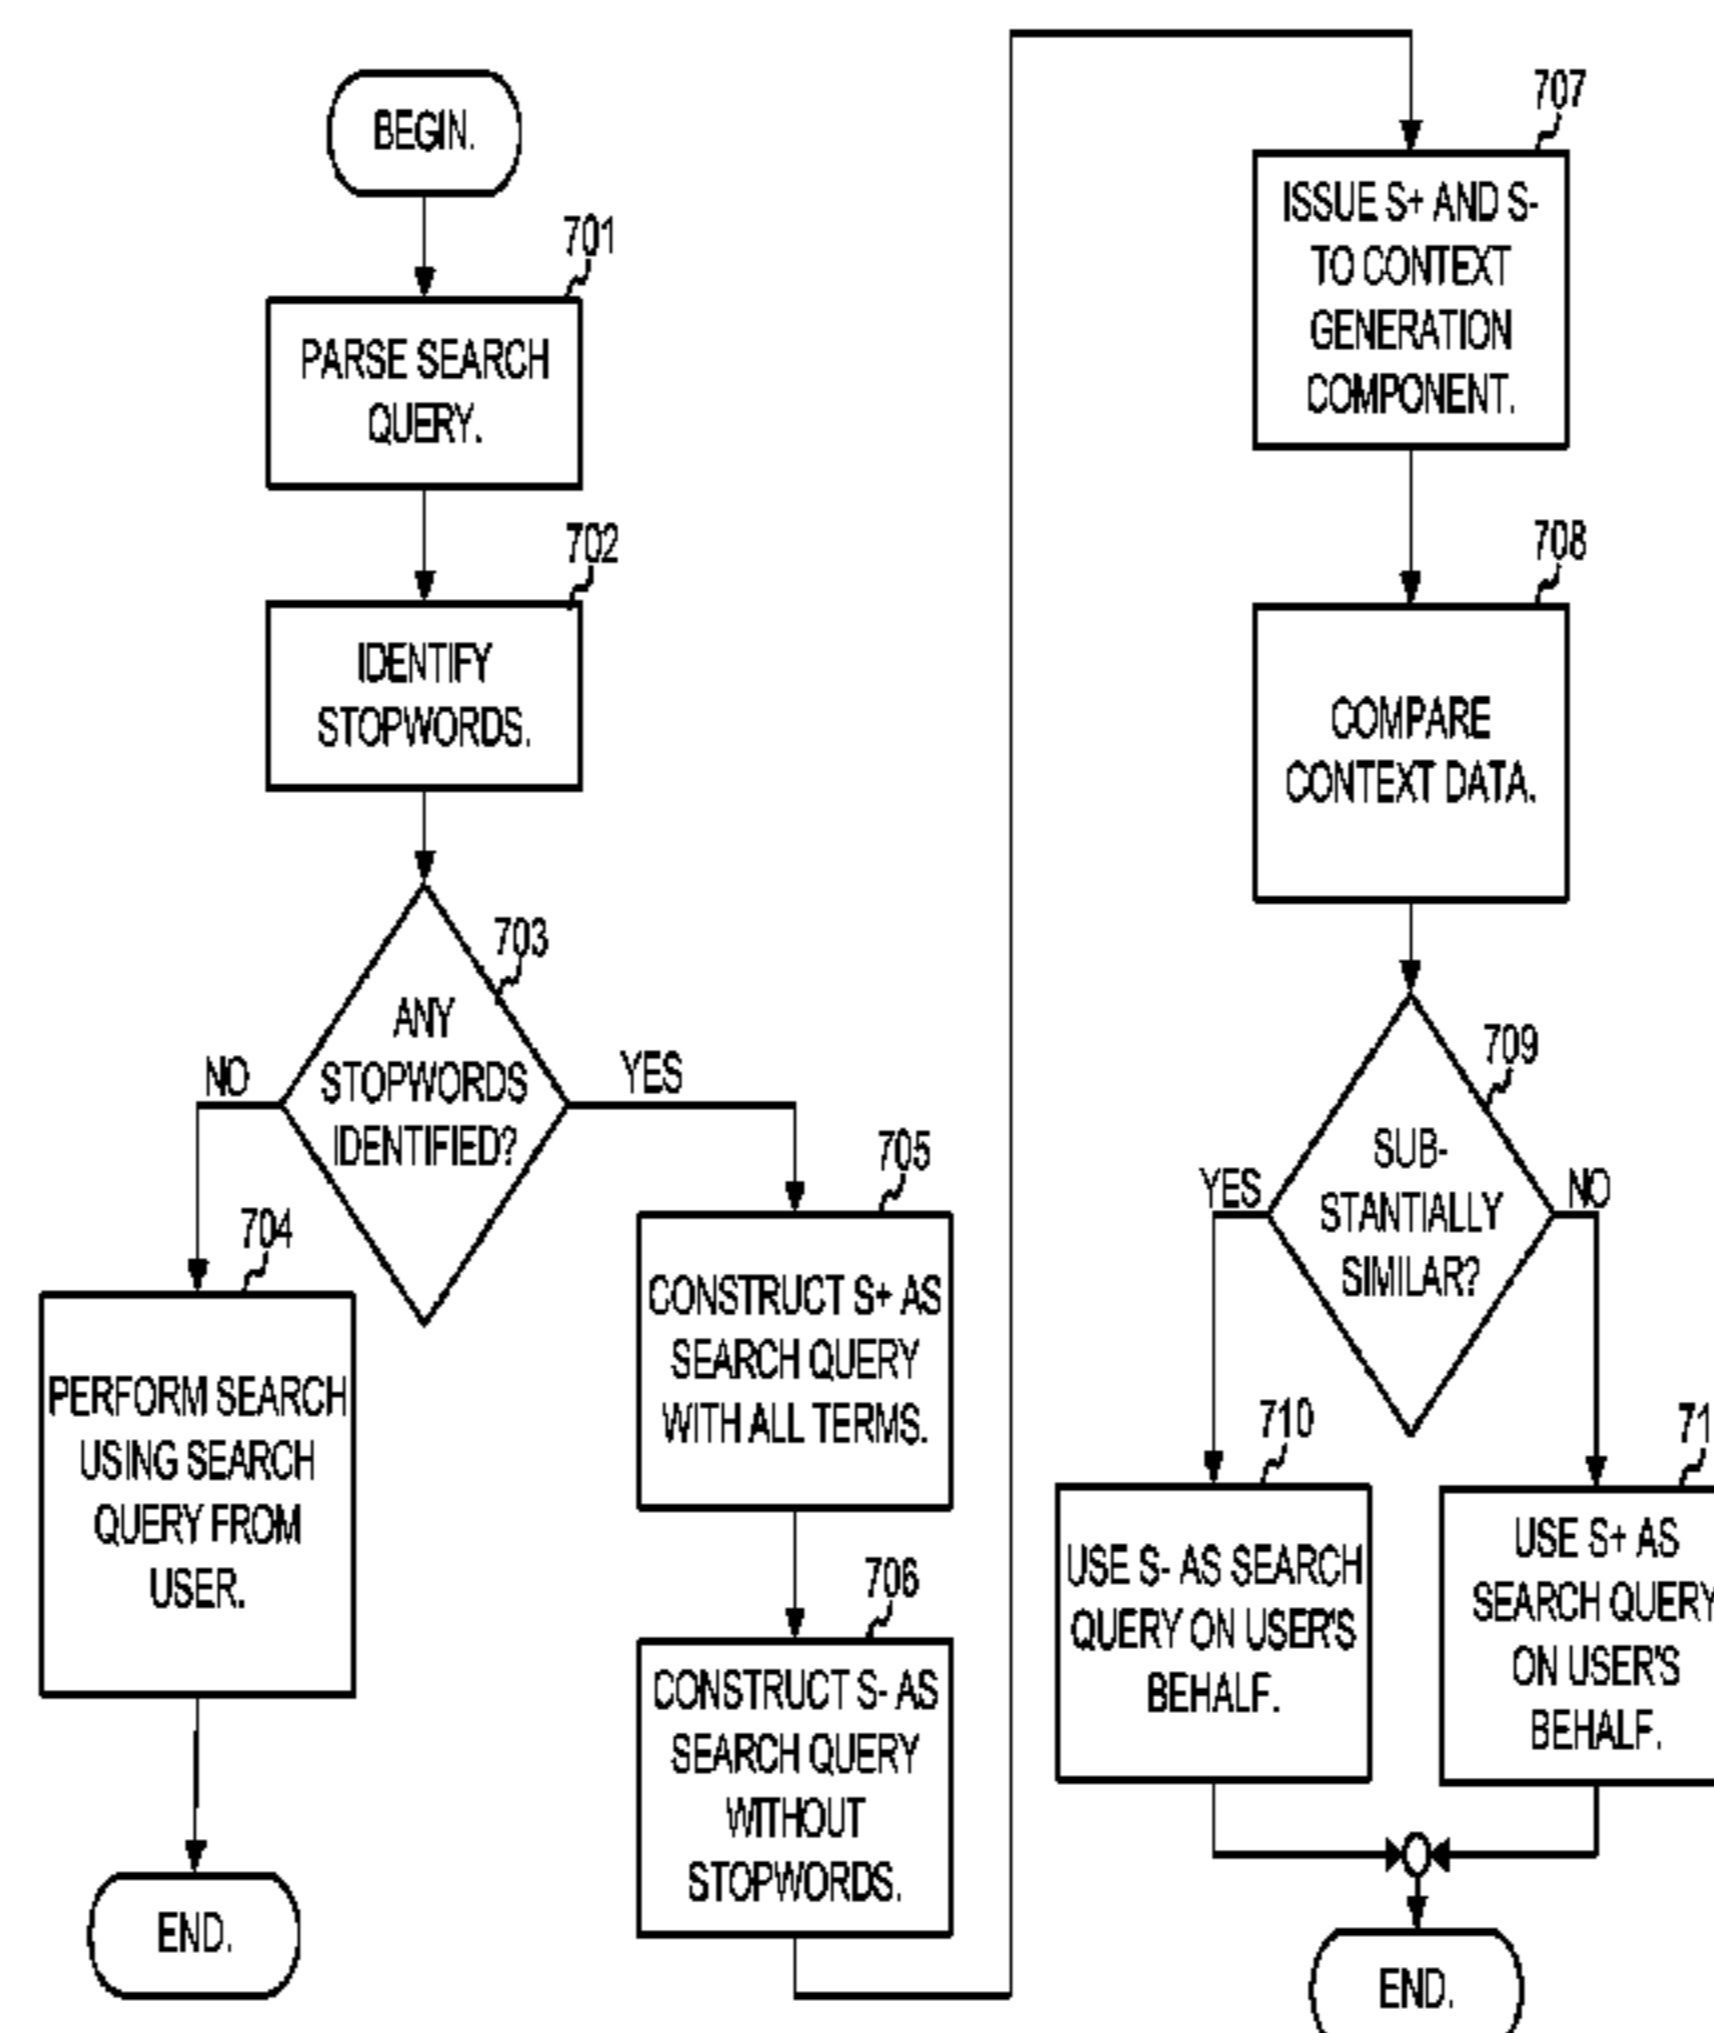 BEGIN.
701
PARSE SEARCH
QUERY.
702
IDENTIFY
STOPWORDS.
703
ANY
STOPWORDS
IDENTIFIED?
NO
YES
704
PERFORM SEARCH
USING SEARCH
QUERY FROM
USER.
END.
705
CONSTRUCT S+ AS
SEARCH QUERY
WITH ALL TERMS.
706
CONSTRUCT S- AS
SEARCH QUERY
WITHOUT
STOPWORDS.
707
ISSUE S+ AND S-
TO CONTEXT
GENERATION
COMPONENT.
708
COMPARE
CONTEXT DATA.
709
SUB-
STANTIALLY
SIMILAR?
YES
NO
710
USE S- AS SEARCH
QUERY ON USER'S
BEHALF.
71
USE S+ AS
SEARCH QUERY
ON USER'S
BEHALF.
END.